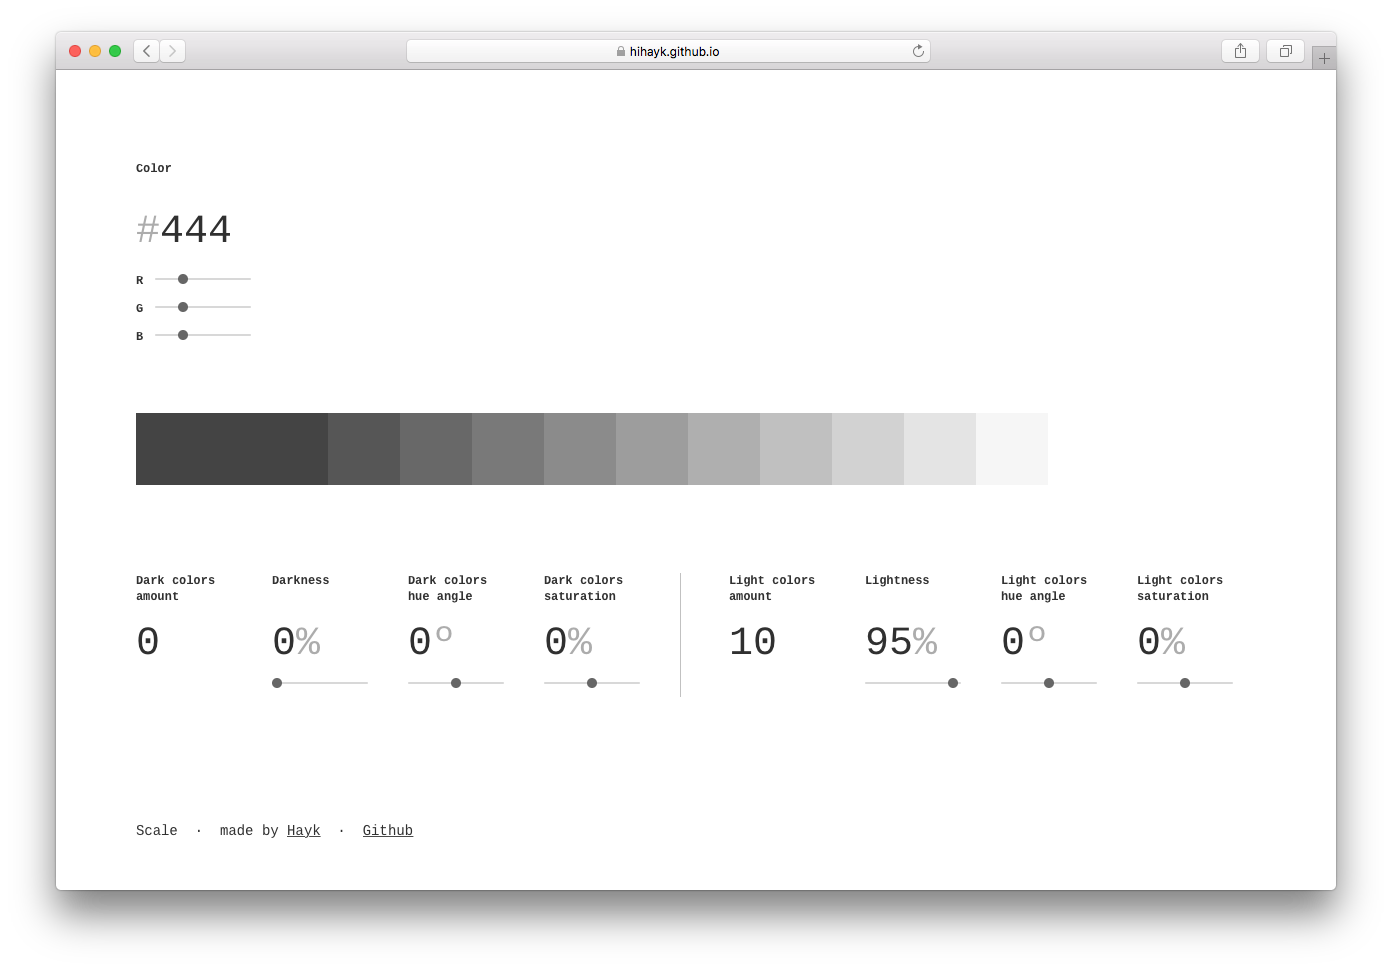 hihayk.github.io
Color
#444
R
G
B
Dark colors amount
Darkness
Dark colors hue angle
Dark colors saturation
Light colors amount
Lightness
Light colors hue angle
Light colors saturation
0
0%
0º
0%
10
95%
0º
0%
Scale · made by Hayk · Github